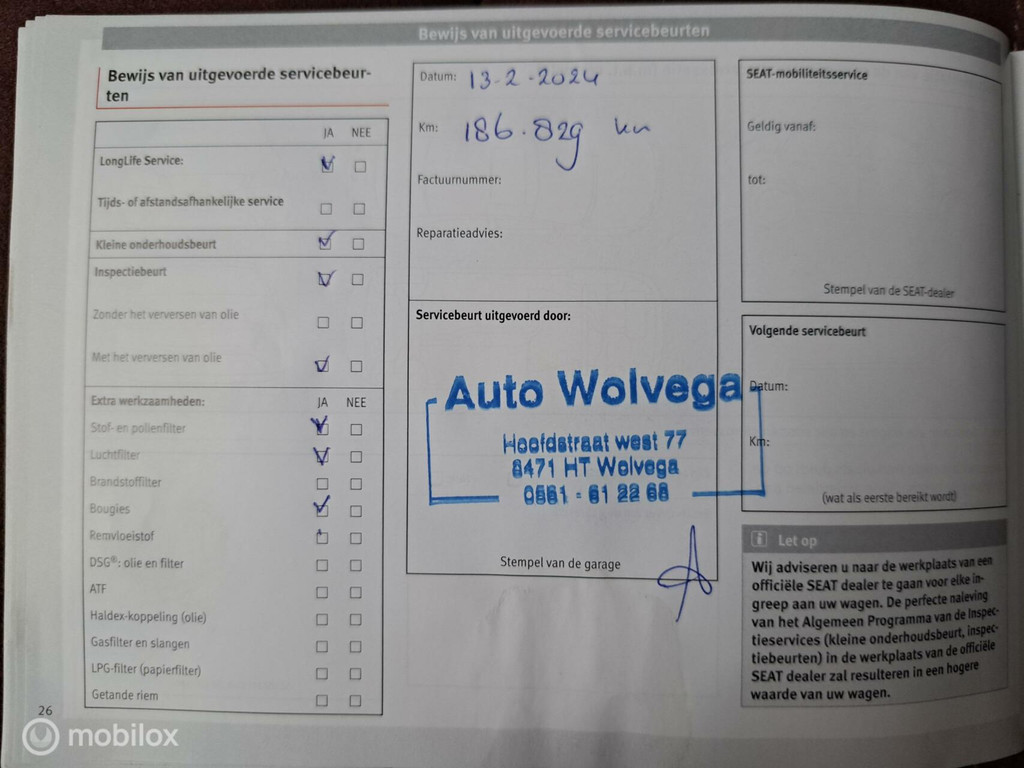 Bewijs van uitgevoerde servicebeurten
Bewijs van uitgevoerde servicebeur-
ten
JA NEE
LongLife Service:
Tijds- of afstandsafhankelijke service
Kleine onderhoudsbeurt
Inspectiebeurt
Zonder het verversen van olie
Met het verversen van olie
Extra werkzaamheden: JA NEE
Stof- en pollenfilter
Luchtfilter
Brandstoffilter
Bougies
Remvloeistof
DSG®: olie en filter
ATF
Haldex-koppeling (olie)
Gasfilter en slangen
LPG-filter (papierfilter)
Getande riem
26
Datum: 13-2-2024
Km: 186.829 km
Factuurnummer:
Reparatieadvies:
Servicebeurt uitgevoerd door:
Auto Wolvega
Hoofdstraat west 77
8471 HT Wolvega
0561 - 61 22 68
Stempel van de garage
SEAT-mobiliteitsservice
Geldig vanaf:
tot:
Stempel van de SEAT-dealer
Volgende servicebeurt
Datum:
Km:
(wat als eerste bereikt wordt)
i Let op
Wij adviseren u naar de werkplaats van een
officiële SEAT dealer te gaan voor elke in-
greep aan uw wagen. De perfecte naleving
van het Algemeen Programma van de Inspec-
tieservices (kleine onderhoudsbeurt, inspec-
tiebeurten) in de werkplaats van de officiële
SEAT dealer zal resulteren in een hogere
waarde van uw wagen.
mobilox